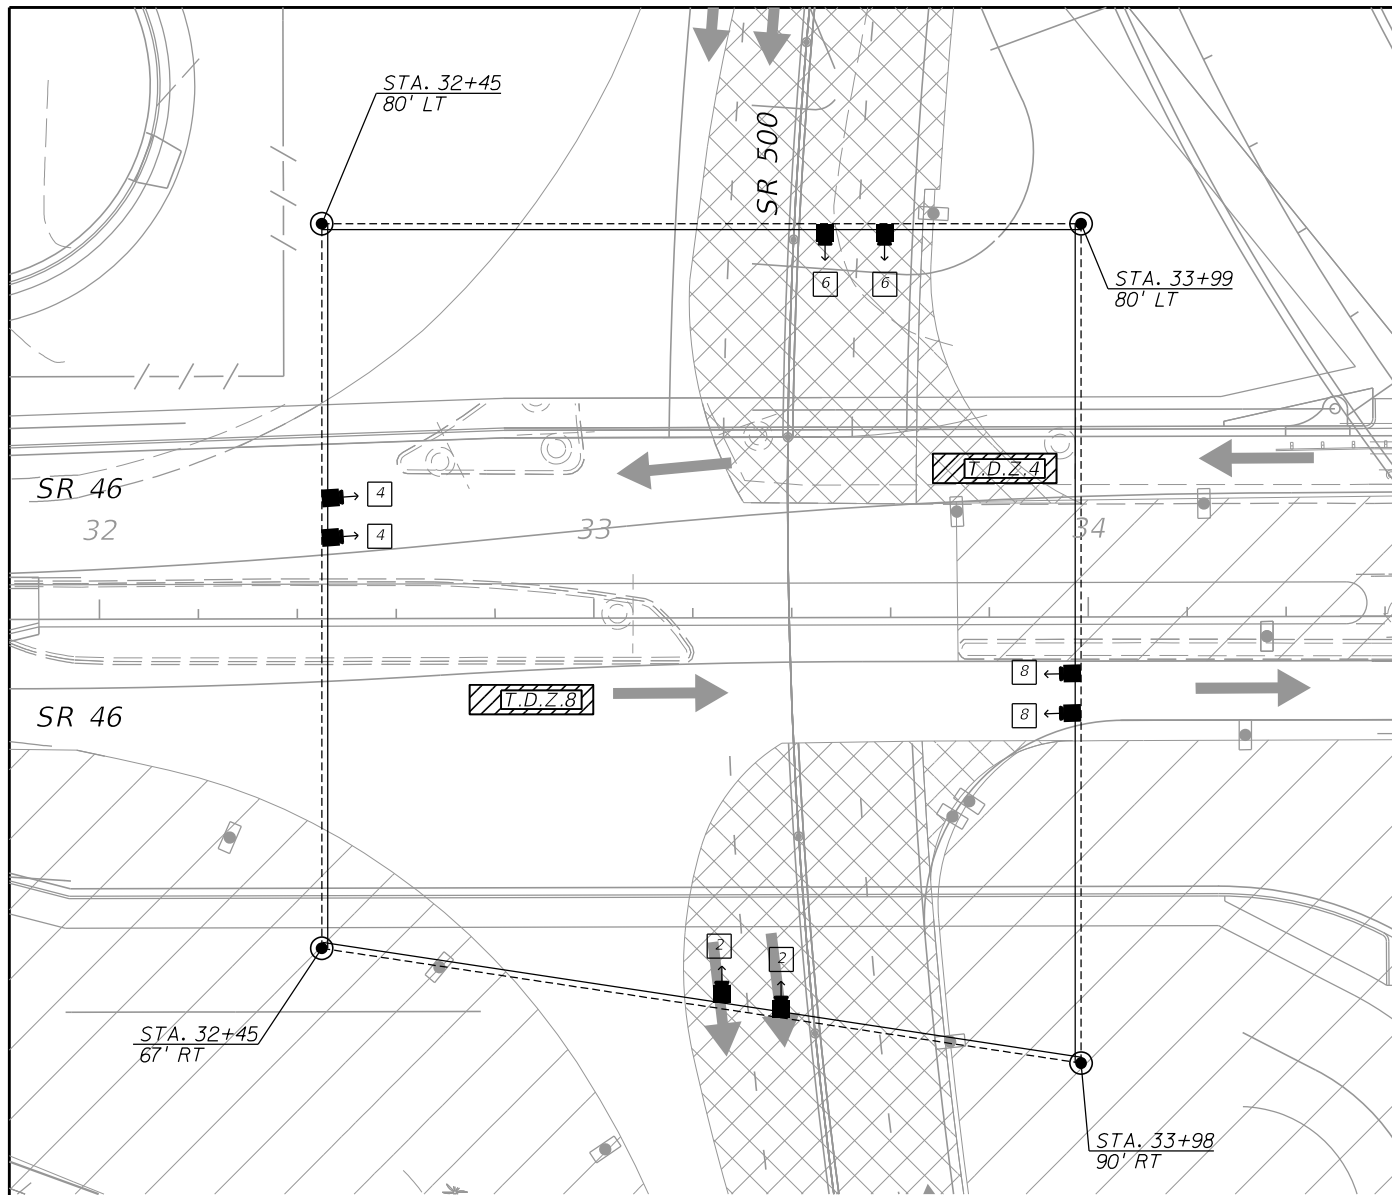 STA. 32+45
80' LT
SR 500
6
6
STA. 33+99
80' LT
T.D.Z.4
SR 46
4
32
33
34
4
8
T.D.Z.8
SR 46
8
2
2
STA. 32+45
67' RT
STA. 33+98
90' RT